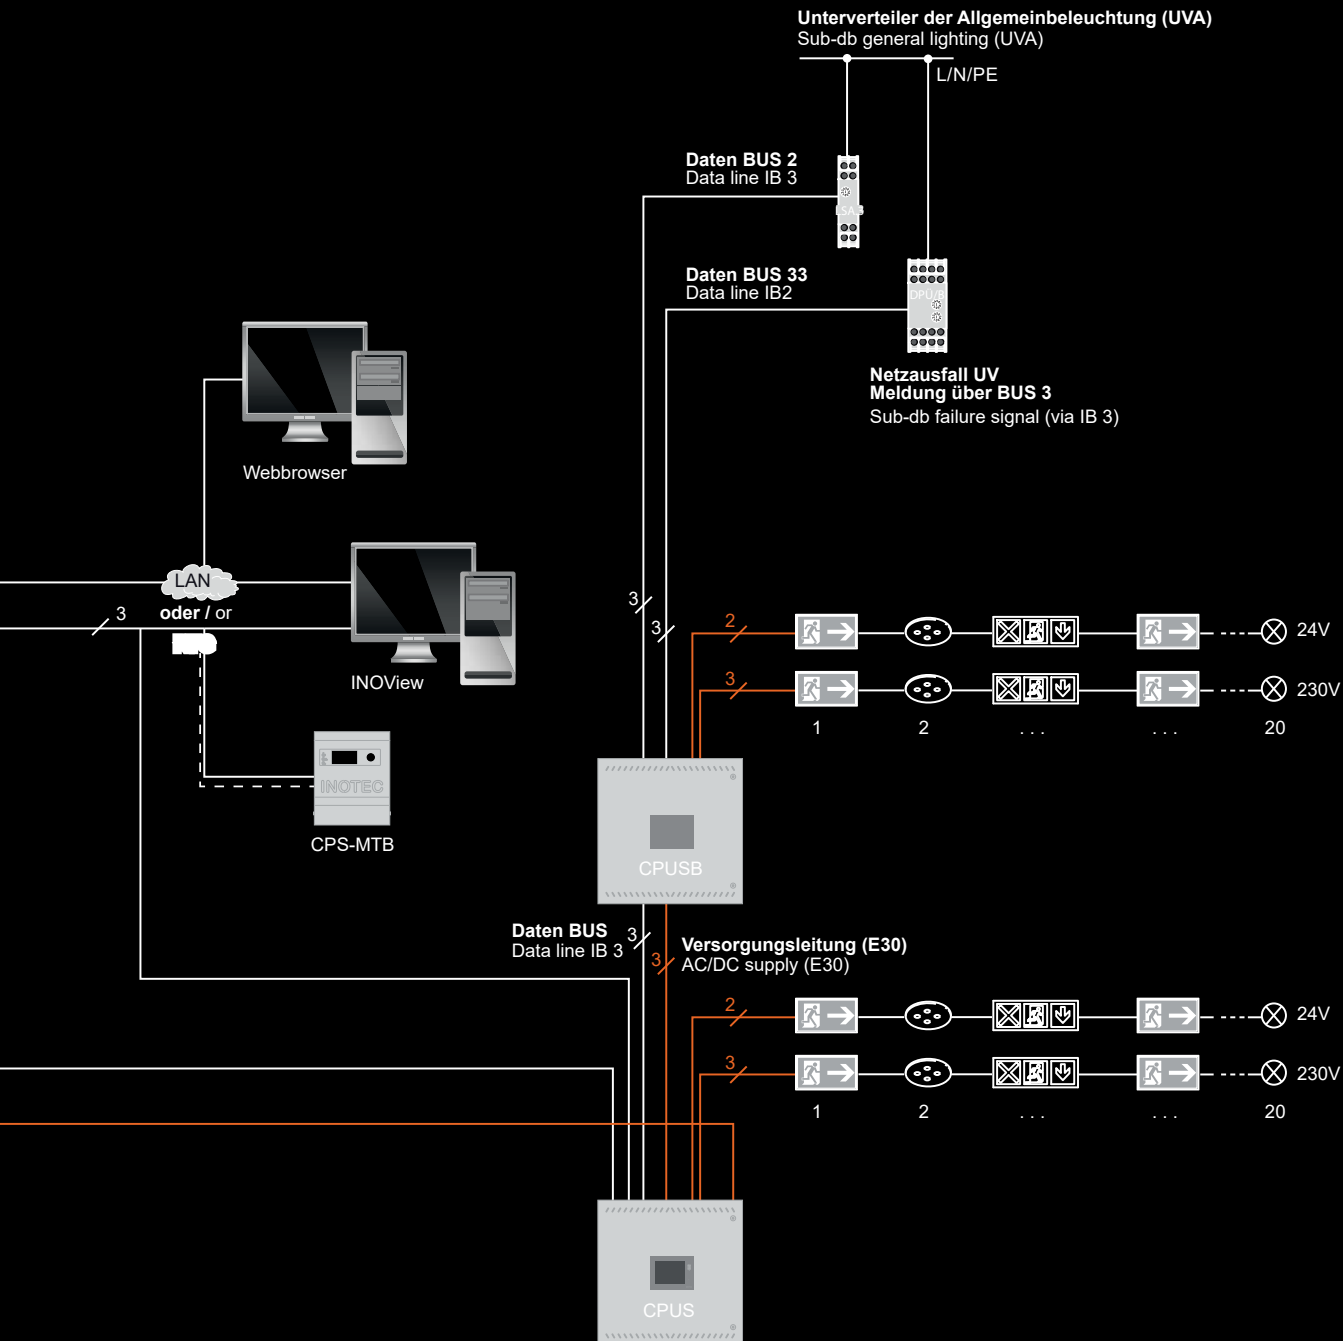 Unterverteiler der Allgemeinbeleuchtung (UVA)
Sub-db general lighting (UVA)
L/N/PE
Daten BUS 2
Data line IB 3
Daten BUS 33
Data line IB2
DPU/B
Netzausfall UV
Meldung über BUS 3
Sub-db failure signal (via IB 3)
Webbrowser
LAN
oder / or
3
INOView
INOTEC
CPS-MTB
3
3
2
24V
3
230V
1 2 ... ... 20
CPUSB
Daten BUS
Data line IB 3
3
3
Versorgungsleitung (E30)
AC/DC supply (E30)
2
24V
3
230V
1 2 ... ... 20
CPUS